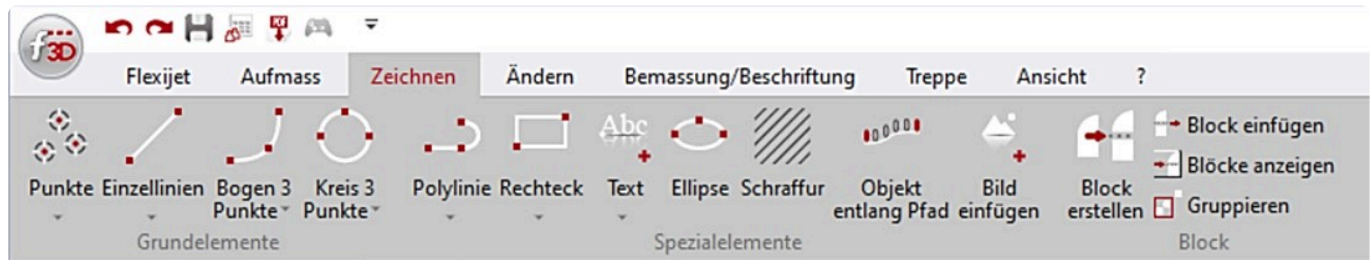 f3D
PDF
Flexijet Aufmass Zeichnen Ändern Bemassung/Beschriftung Treppe Ansicht ?
Abc
Block einfügen
Blöcke anzeigen
Punkte Einzellinien Bogen 3 Kreis 3 Polylinie Rechteck Text Ellipse Schraffur Objekt Bild Block
Punkte Punkte entlang Pfad einfügen erstellen Gruppieren
Grundelemente Spezialelemente Block